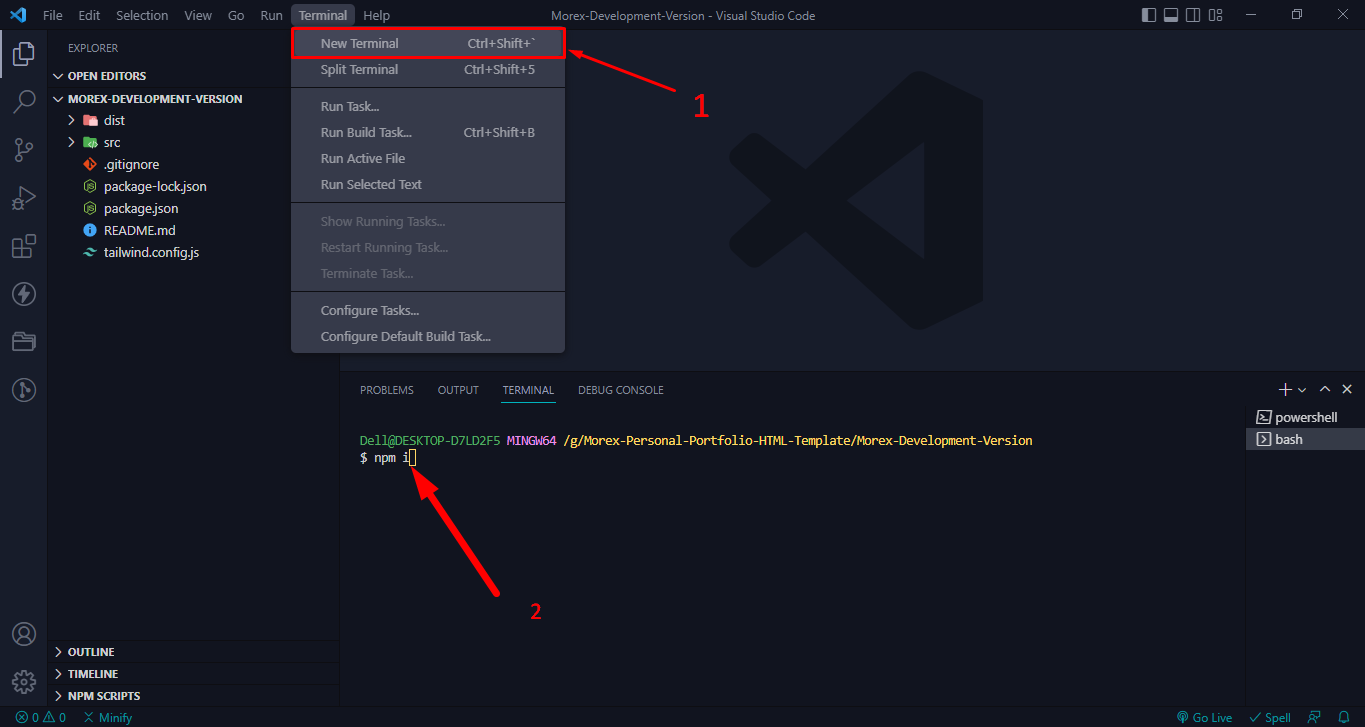 File Edit Selection View Go Run Terminal Help Morex-Development-Version - Visual Studio Code
EXPLORER
OPEN EDITORS
MOREX-DEVELOPMENT-VERSION
dist
src
.gitignore
package-lock.json
package.json
README.md
tailwind.config.js
New Terminal Ctrl+Shift+`
Split Terminal Ctrl+Shift+5
Run Task...
Run Build Task... Ctrl+Shift+B
Run Active File
Run Selected Text
Show Running Tasks...
Restart Running Task...
Terminate Task...
Configure Tasks...
Configure Default Build Task...
1
PROBLEMS OUTPUT TERMINAL DEBUG CONSOLE
powershell
bash
Dell@DESKTOP-D7LD2F5 MINGW64 /g/Morex-Personal-Portfolio-HTML-Template/Morex-Development-Version
$ npm i
2
OUTLINE
TIMELINE
NPM SCRIPTS
0 0 Minify Go Live Spell